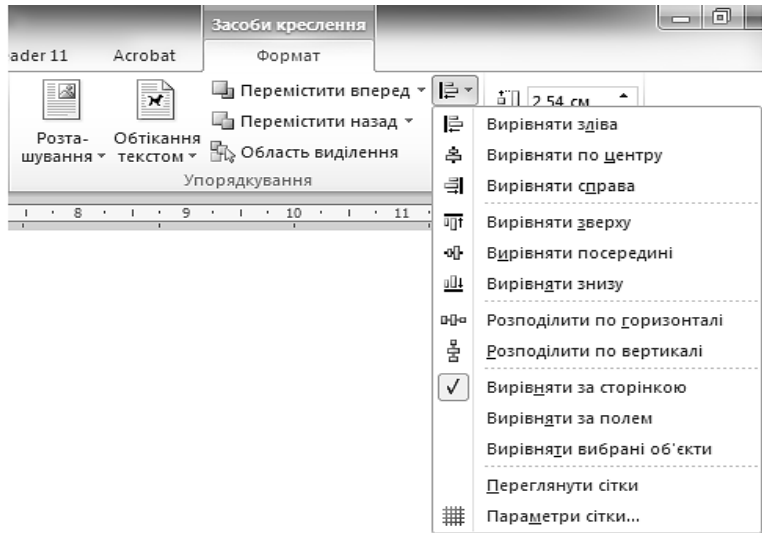 Засоби креслення
ader 11 Acrobat Формат
Розта-
шування
Обтікання
текстом
Перемістити вперед
Перемістити назад
Область виділення
Упорядкування
2,54 см
8 9 10 11
Вирівняти зліва
Вирівняти по центру
Вирівняти справа
Вирівняти зверху
Вирівняти посередині
Вирівняти знизу
Розподілити по горизонталі
Розподілити по вертикалі
Вирівняти за сторінкою
Вирівняти за полем
Вирівняти вибрані об'єкти
Переглянути сітки
Параметри сітки...